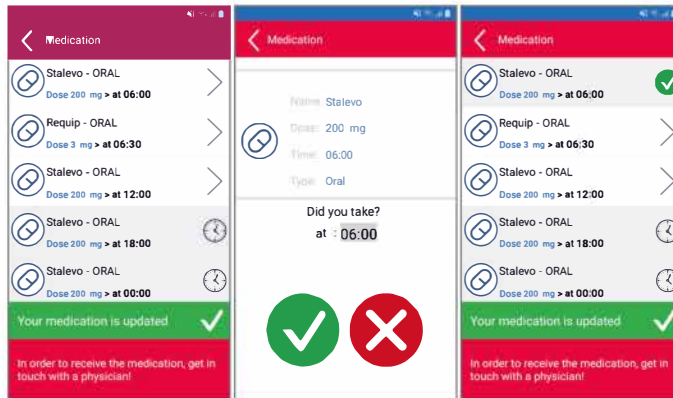 Medication
Stalevo - ORAL
Dose 200 mg > at 06:00
Requip - ORAL
Dose 3 mg > at 06:30
Stalevo - ORAL
Dose 200 mg > at 12:00
Stalevo - ORAL
Dose 200 mg > at 18:00
Stalevo - ORAL
Dose 200 mg > at 00:00
Your medication is updated
In order to receive the medication, get in
touch with a physician!
Medication
Name: Stalevo
Dose: 200 mg
Time: 06:00
Type: Oral
Did you take?
at : 06:00
Medication
Stalevo - ORAL
Dose 200 mg > at 06:00
Requip - ORAL
Dose 3 mg > at 06:30
Stalevo - ORAL
Dose 200 mg > at 12:00
Stalevo - ORAL
Dose 200 mg > at 18:00
Stalevo - ORAL
Dose 200 mg > at 00:00
Your medication is updated
In order to receive the medication, get in
touch with a physician!